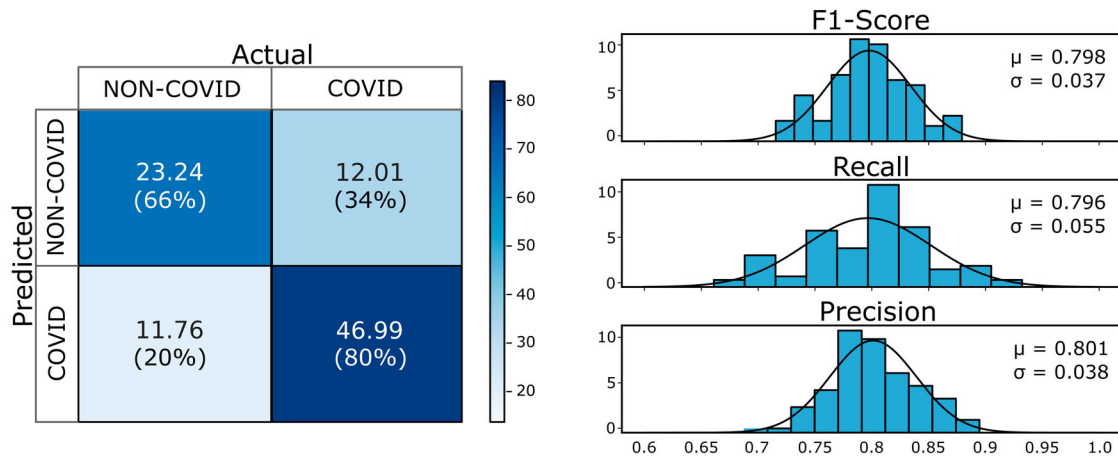 Actual
NON-COVID COVID
Predicted
NON-COVID
23.24
(66%)
12.01
(34%)
COVID
11.76
(20%)
46.99
(80%)
80
70
60
50
40
30
20
F1-Score
10
5
0
μ = 0.798
σ = 0.037
Recall
10
5
0
μ = 0.796
σ = 0.055
Precision
10
5
0
μ = 0.801
σ = 0.038
0.6 0.65 0.7 0.75 0.8 0.85 0.9 0.95 1.0